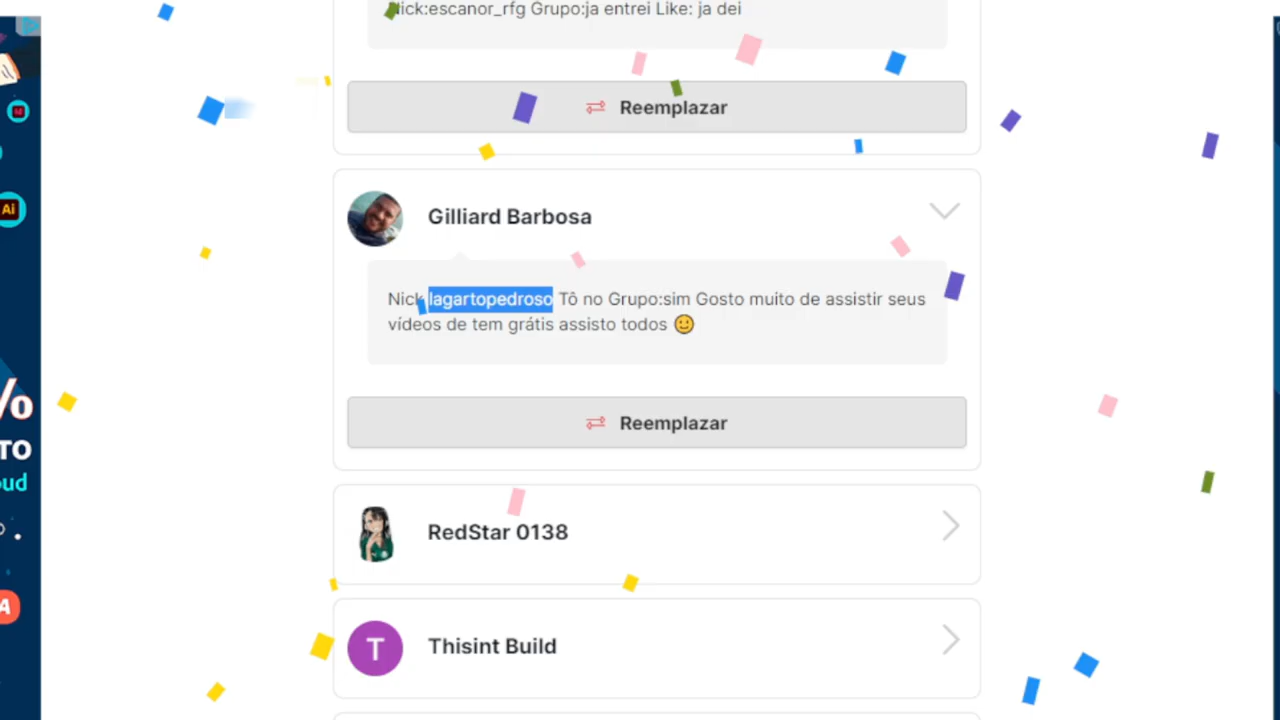 Nick:escanor_rfg Grupo:ja entrei Like: ja dei
Reemplazar
Gilliard Barbosa
Nick lagartopedroso Tô no Grupo:sim Gosto muito de assistir seus
vídeos de tem grátis assisto todos
Reemplazar
RedStar 0138
T
Thisint Build
Ai
%
TO
oud
A